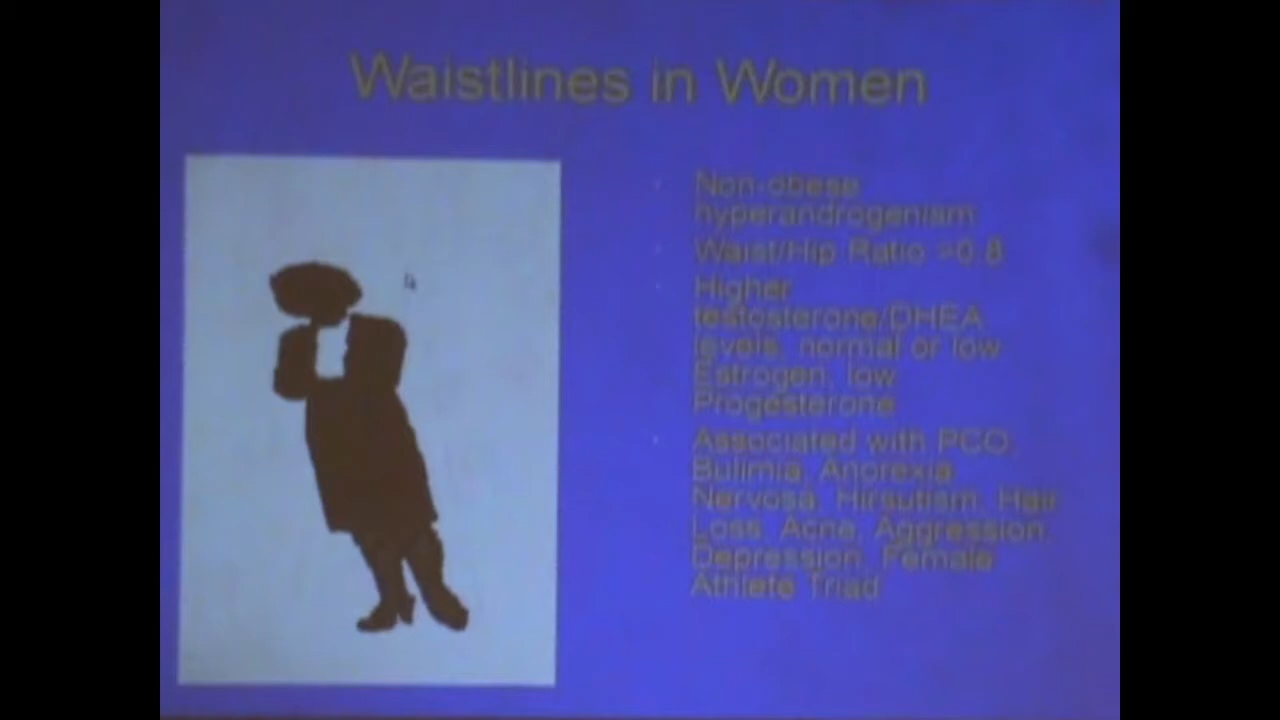 Waistlines in Women
Non-obese
hyperandrogenism
Waist/Hip Ratio >0.8
Higher
testosterone/DHEA
levels, normal or low
Estrogen, low
Progesterone
Associated with PCO,
Bulimia, Anorexia
Nervosa, Hirsutism, Hair
Loss, Acne, Aggression,
Depression, Female
Athlete Triad